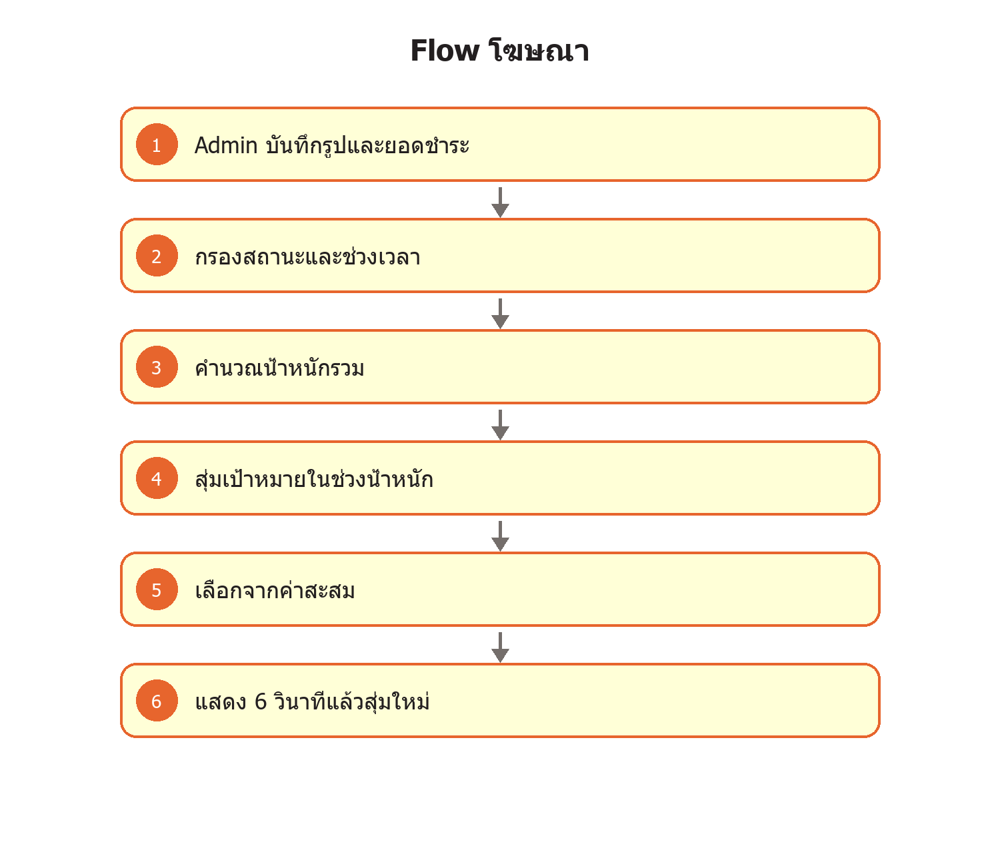 Flow โฆษณา
1 Admin บันทึกรูปและยอดชำระ
2 กรองสถานะและช่วงเวลา
3 คำนวณน้ำหนักรวม
4 สุ่มเป้าหมายในช่วงน้ำหนัก
5 เลือกจากค่าสะสม
6 แสดง 6 วินาทีแล้วสุ่มใหม่